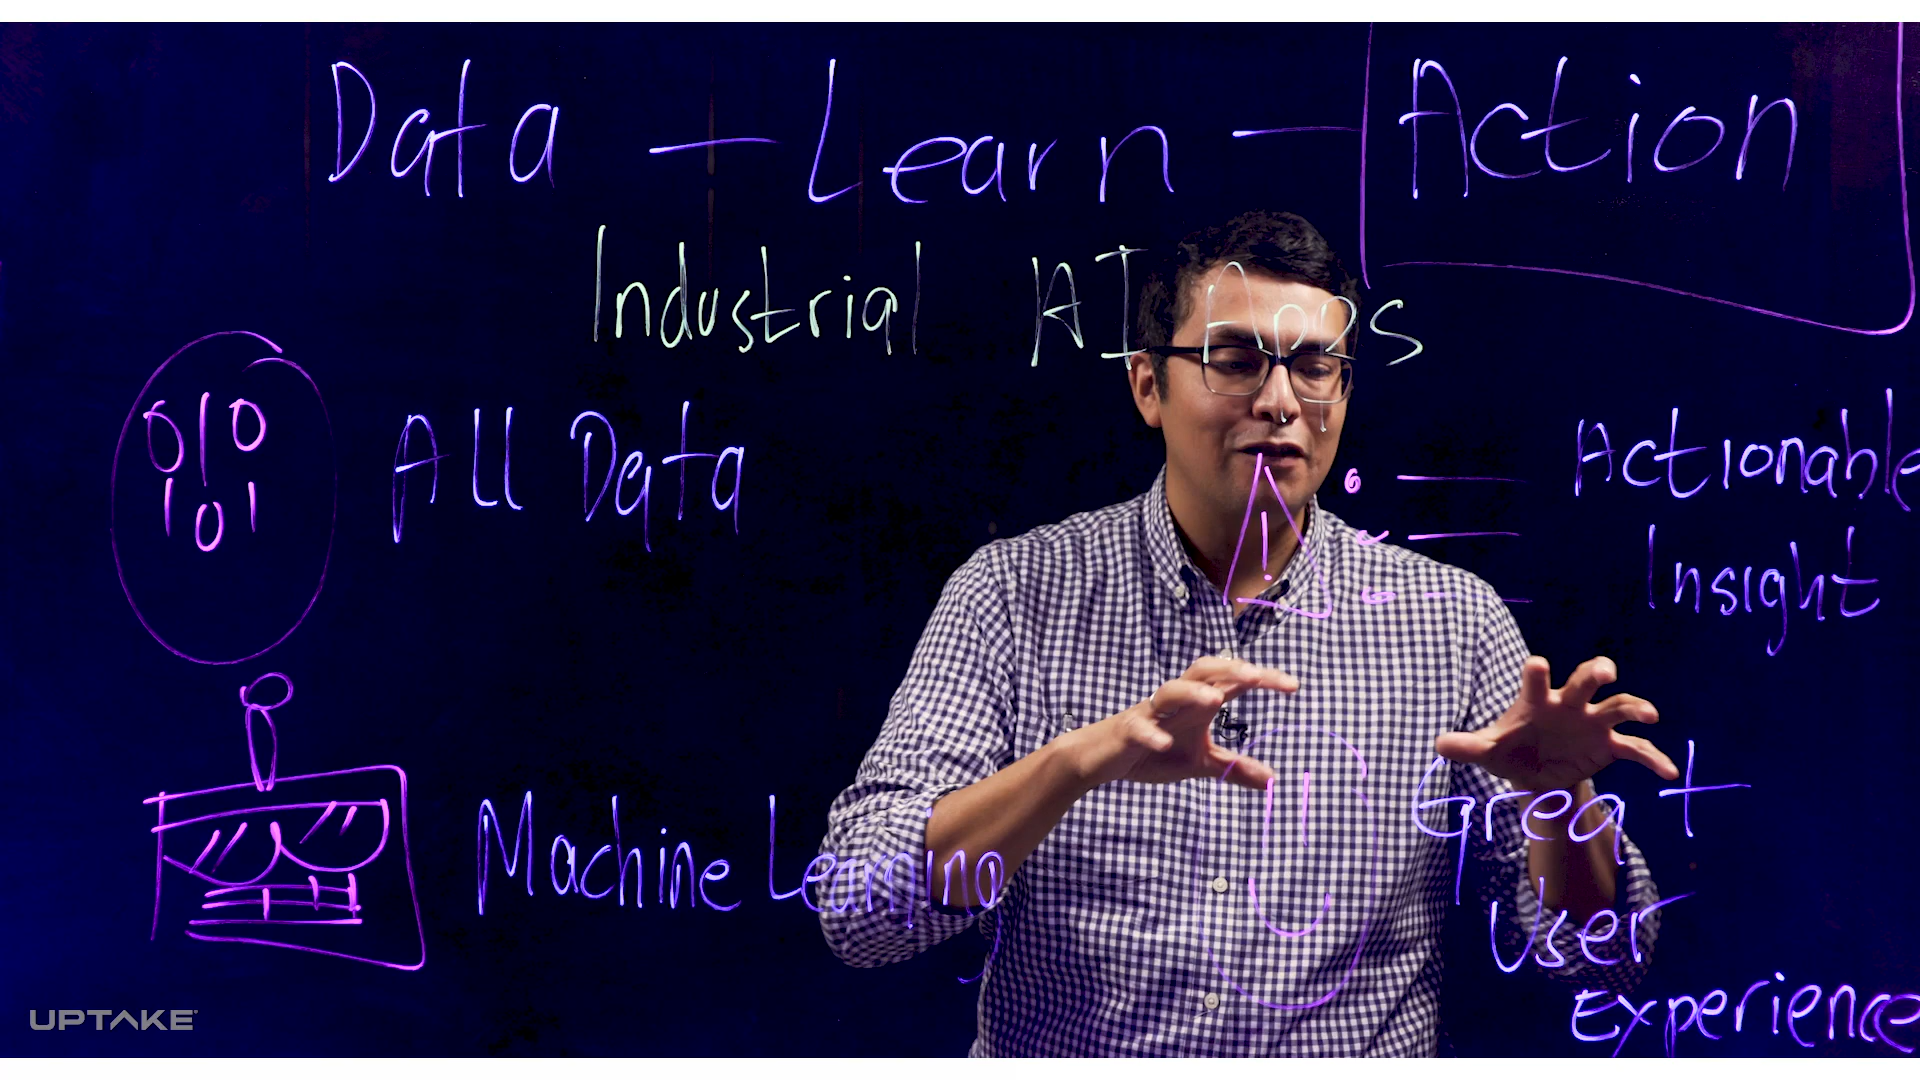 Data — Learn — Action
Industrial AI Apps
010
101
All Data
Actionable
Insight
!
Machine Learning
Great
User
Experience
UPTAKE